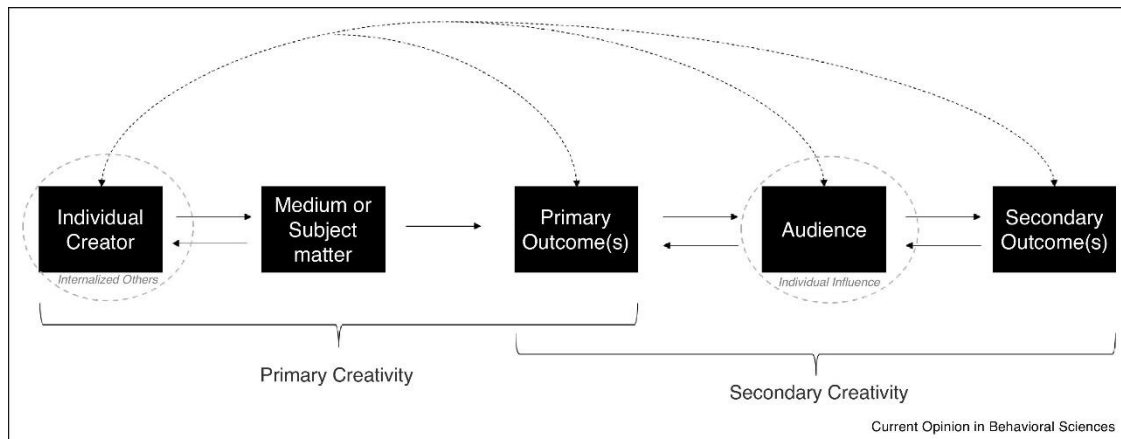 Individual
Creator
Internalized Others
Medium or
Subject
matter
Primary
Outcome(s)
Audience
Individual Influence
Secondary
Outcome(s)
Primary Creativity
Secondary Creativity
Current Opinion in Behavioral Sciences